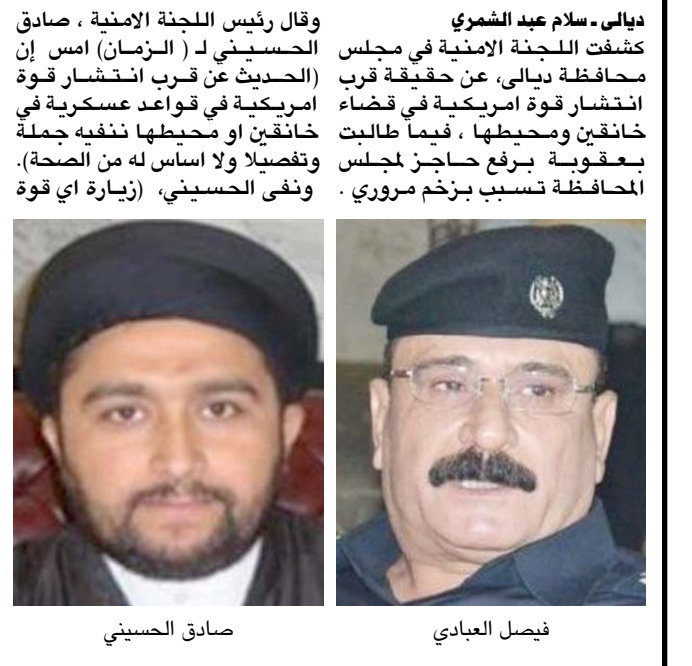 ديالى ـ سلام عبد الشمري
كشفت اللجنة الامنية في مجلس
محافظة ديالى، عن حقيقة قرب
انتشار قوة امريكية في قضاء
خانقين ومحيطها ، فيما طالبت
بعقوبة برفع حاجز لمجلس
المحافظة تسبب بزخم مروري .
وقال رئيس اللجنة الامنية ، صادق
الحسيني لـ ( الزمان) امس إن
(الحديث عن قرب انتشار قوة
امريكية في قواعد عسكرية في
خانقين او محيطها ننفيه جملة
وتفصيلا ولا اساس له من الصحة).
ونفى الحسيني، (زيارة اي قوة
فيصل العبادي
صادق الحسيني